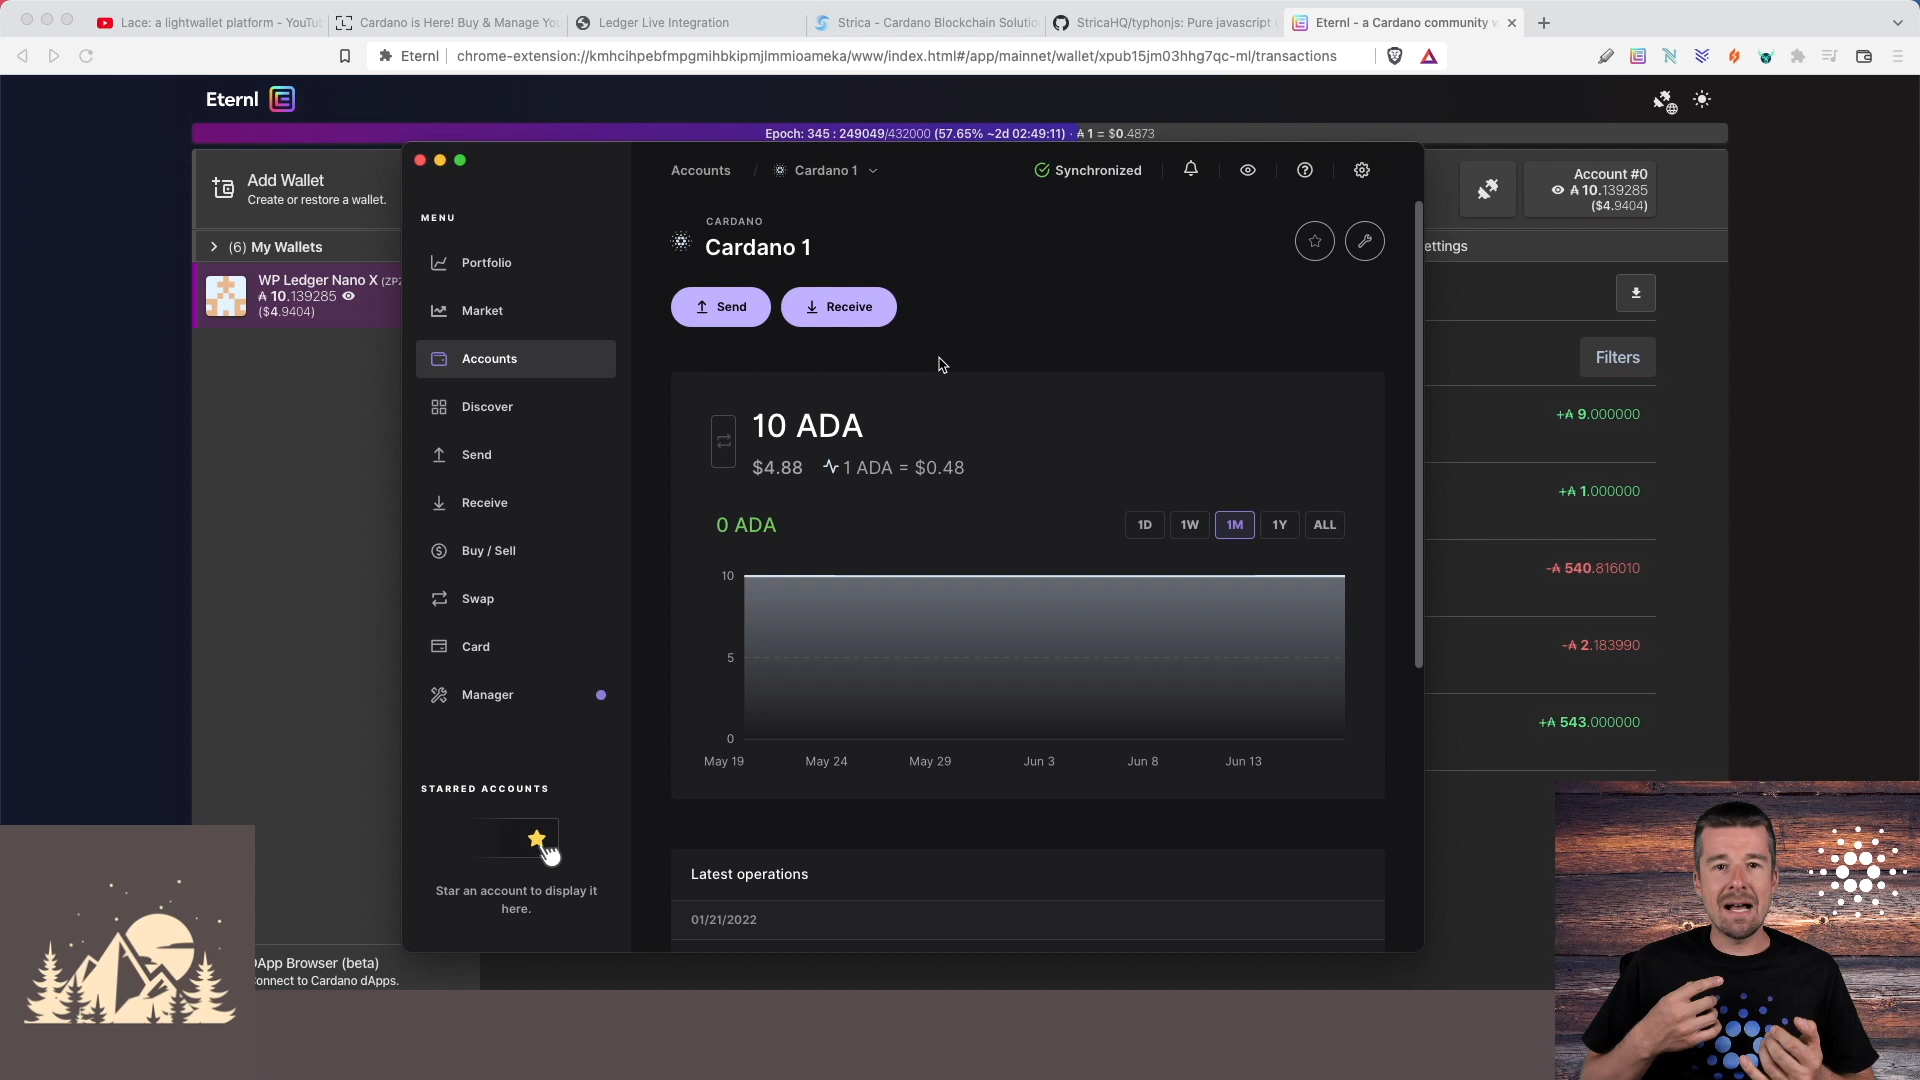 Lace: a lightwallet platform - YouTu
Cardano is Here! Buy & Manage You
Ledger Live Integration
Strica - Cardano Blockchain Solutio
StricaHQ/typhonjs: Pure javascript
Eternl - a Cardano community w
Eternl
chrome-extension://kmhcihpebfmpgmihbkipmjlmmioameka/www/index.html#/app/mainnet/wallet/xpub15jm03hhg7qc-ml/transactions
Eternl
Epoch: 345 : 249049/432000 (57.65% ~2d 02:49:11) · ₳ 1 = $0.4873
Add Wallet
Create or restore a wallet.
(6) My Wallets
WP Ledger Nano X (ZPZ
₳ 10.139285
($4.9404)
DApp Browser (beta)
Connect to Cardano dApps.
MENU
Portfolio
Market
Accounts
Discover
Send
Receive
Buy / Sell
Swap
Card
Manager
STARRED ACCOUNTS
Star an account to display it
here.
Accounts / Cardano 1
Synchronized
CARDANO
Cardano 1
Send
Receive
10 ADA
$4.88 1 ADA = $0.48
0 ADA
1D 1W 1M 1Y ALL
10
5
0
May 19 May 24 May 29 Jun 3 Jun 8 Jun 13
Latest operations
01/21/2022
Account #0
₳ 10.139285
($4.9404)
ettings
Filters
+₳ 9.000000
+₳ 1.000000
-₳ 540.816010
-₳ 2.183990
+₳ 543.000000